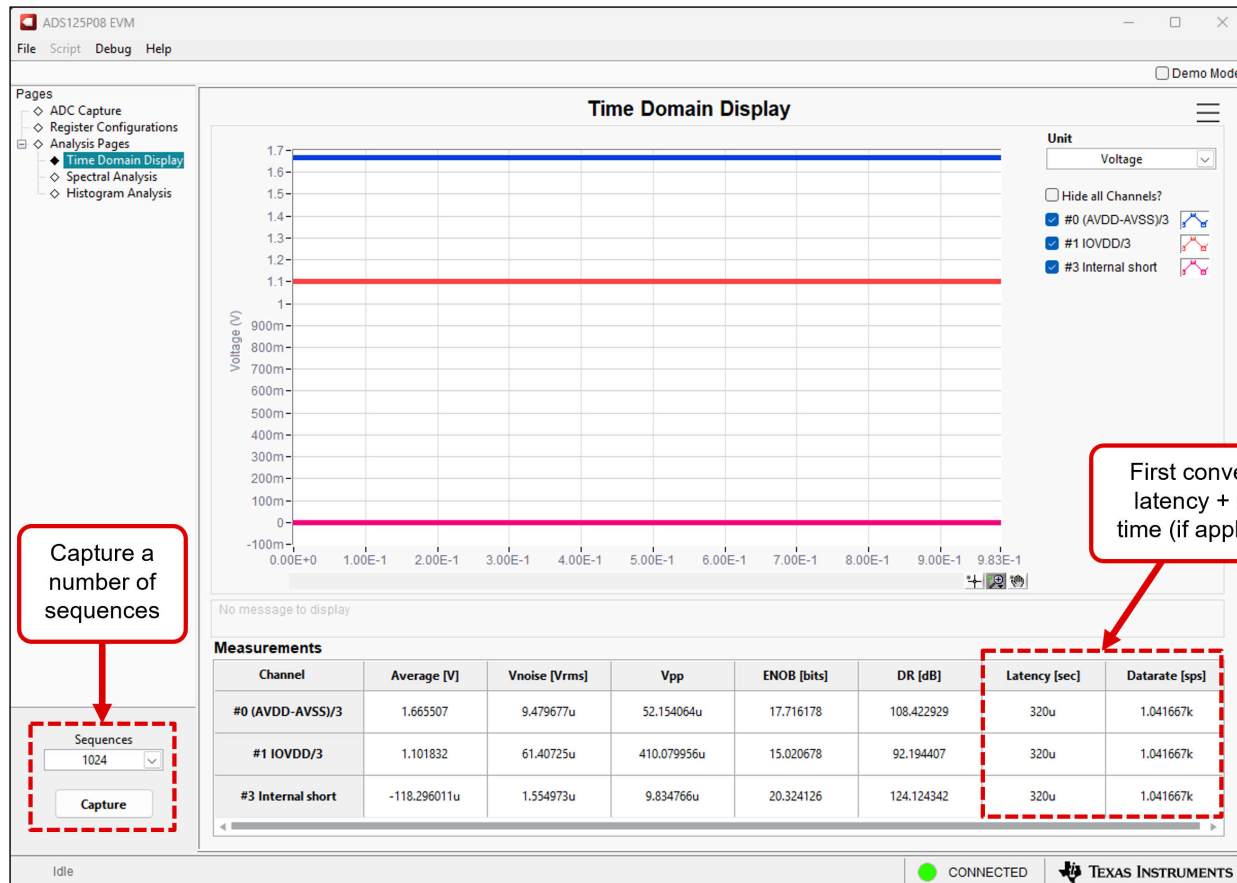 ADS125P08 EVM
File Script Debug Help
Demo Mode
Pages
ADC Capture
Register Configurations
Analysis Pages
Time Domain Display
Spectral Analysis
Histogram Analysis
Time Domain Display
Unit
Voltage
Hide all Channels?
#0 (AVDD-AVSS)/3
#1 IOVDD/3
#3 Internal short
Voltage (V)
1.7
1.6
1.5
1.4
1.3
1.2
1.1
1
900m
800m
700m
600m
500m
400m
300m
200m
100m
0
-100m
0.00E+0 1.00E-1 2.00E-1 3.00E-1 4.00E-1 5.00E-1 6.00E-1 7.00E-1 8.00E-1 9.00E-1 9.83E-1
First conve
latency +
time (if appl
Capture a
number of
sequences
No message to display
Measurements
Channel Average [V] Vnoise [Vrms] Vpp ENOB [bits] DR [dB] Latency [sec] Datarate [sps]
#0 (AVDD-AVSS)/3 1.665507 9.479677u 52.154064u 17.716178 108.422929 320u 1.041667k
#1 IOVDD/3 1.101832 61.40725u 410.079956u 15.020678 92.194407 320u 1.041667k
#3 Internal short -118.296011u 1.554973u 9.834766u 20.324126 124.124342 320u 1.041667k
Sequences
1024
Capture
Idle
CONNECTED
TEXAS INSTRUMENTS